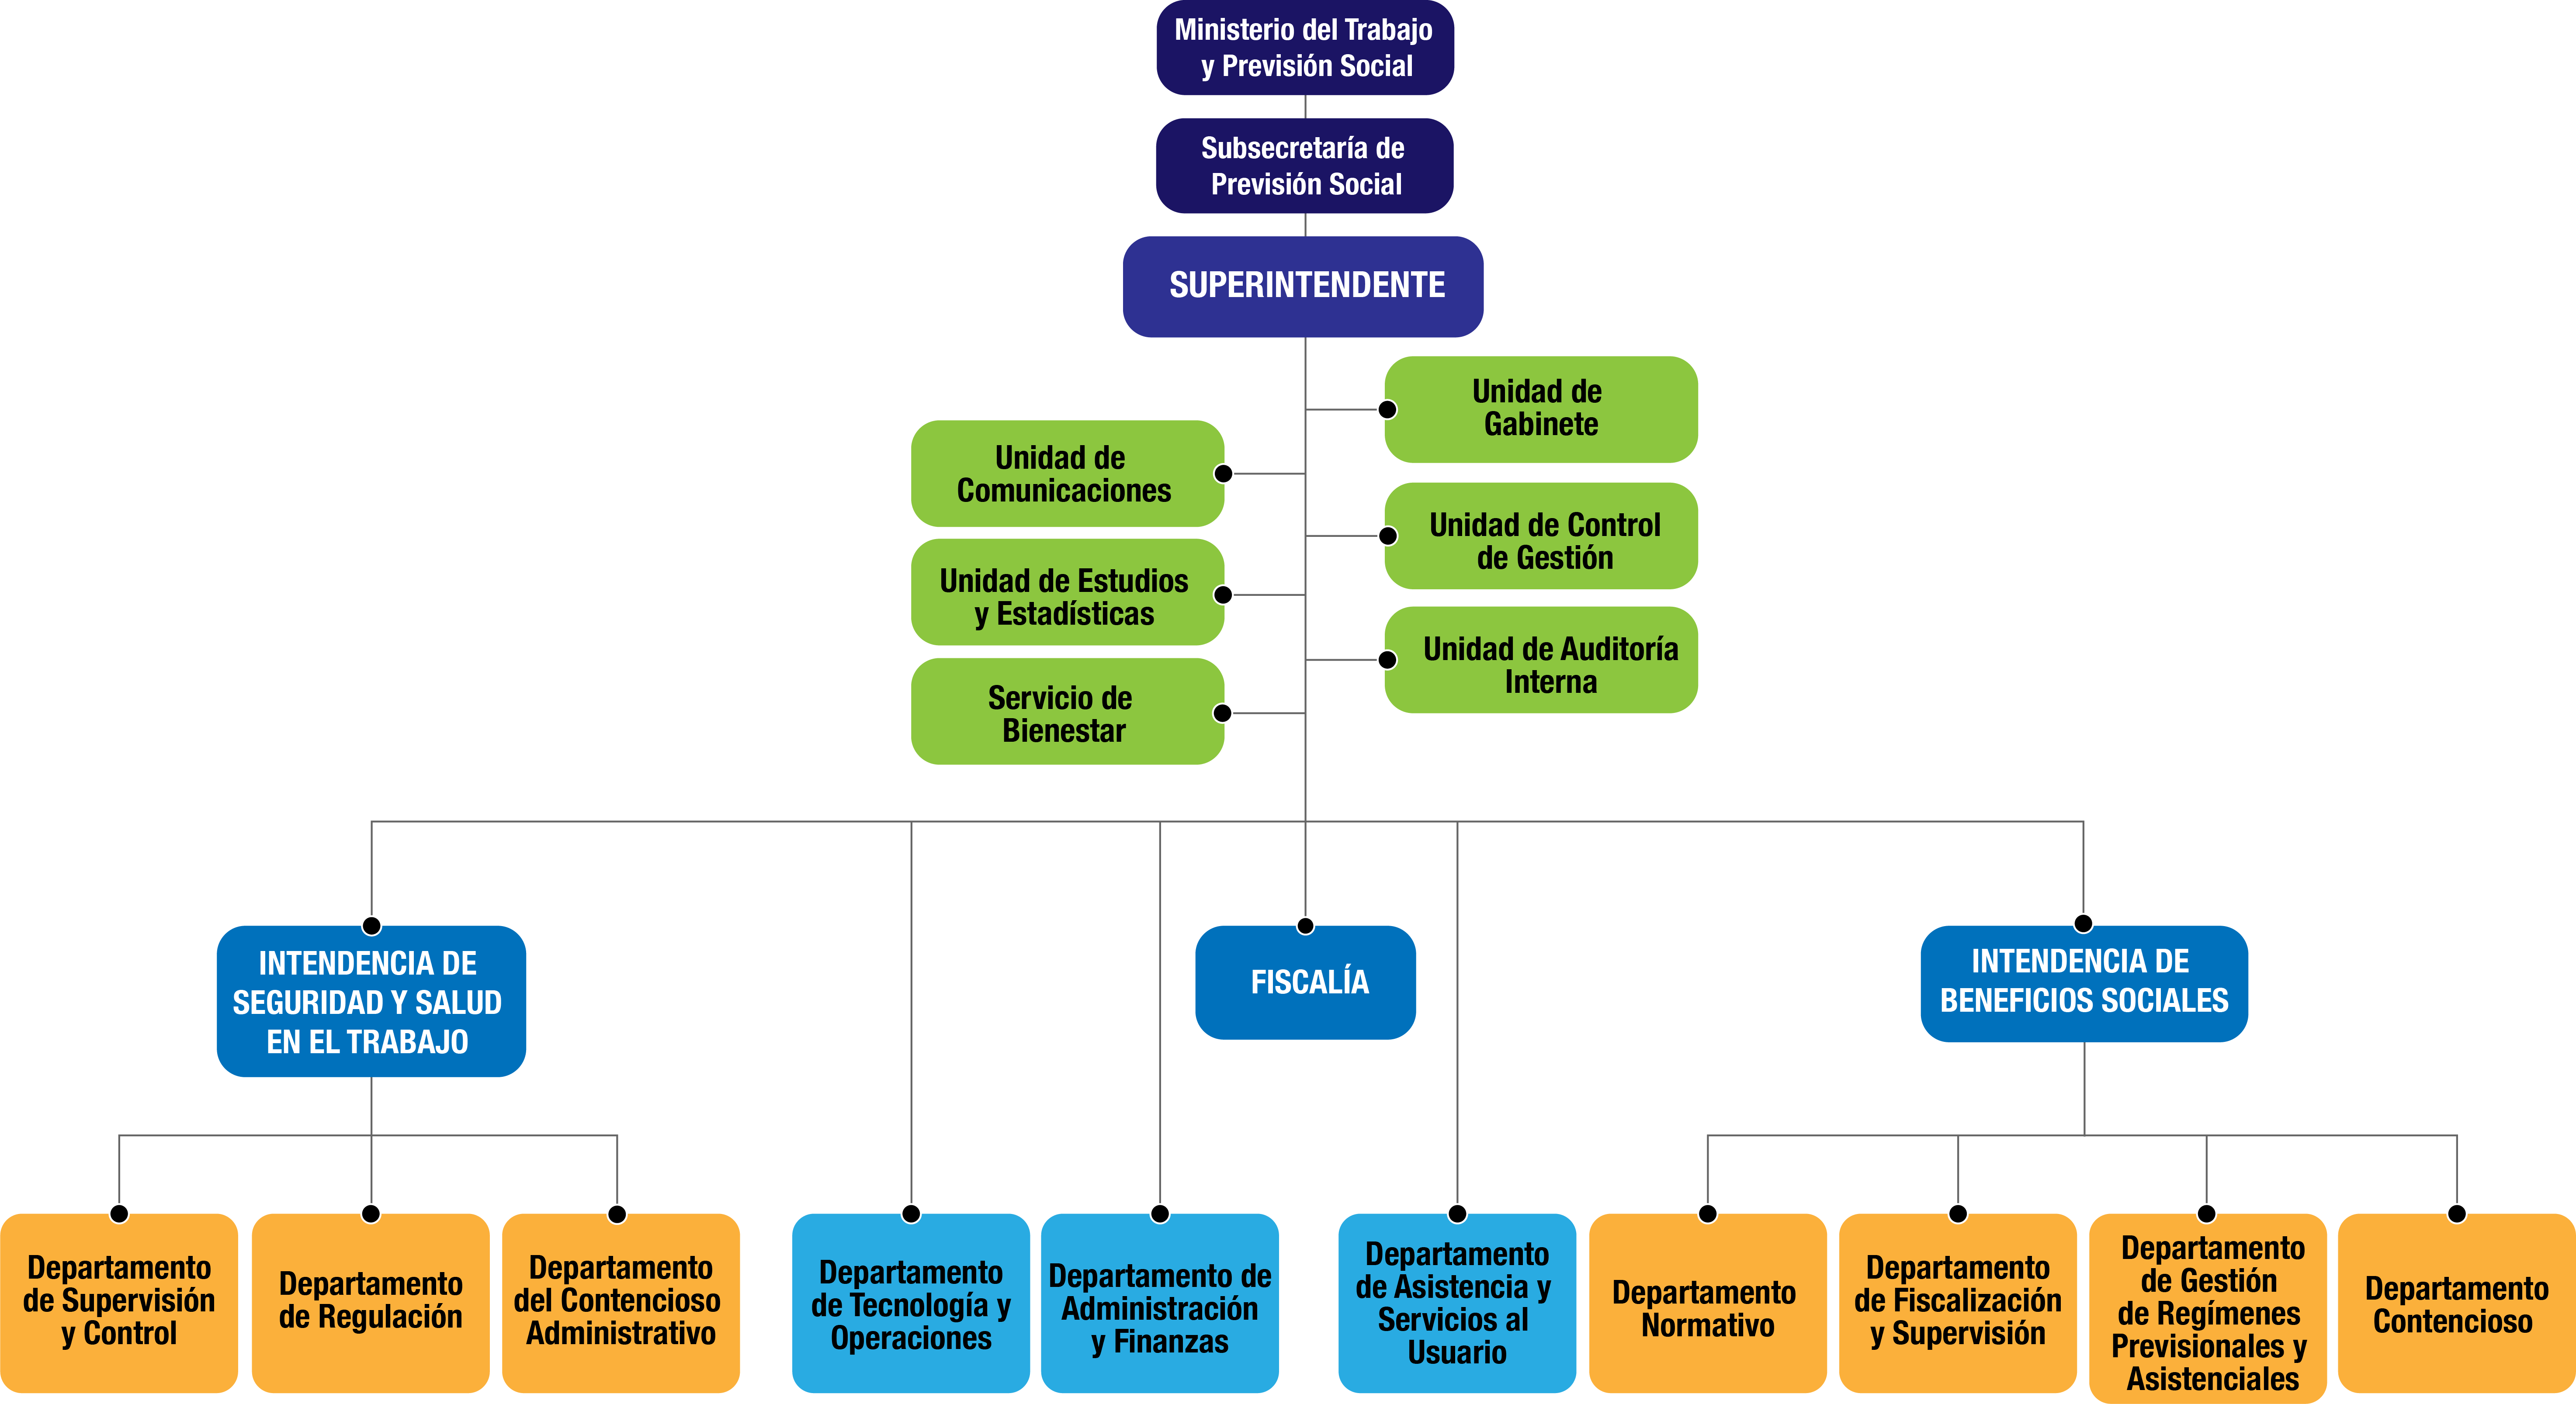 Ministerio del Trabajo
y Previsión Social
Subsecretaría de
Previsión Social
SUPERINTENDENTE
Unidad de
Gabinete
Unidad de
Comunicaciones
Unidad de Control
de Gestión
Unidad de Estudios
y Estadísticas
Unidad de Auditoría
Interna
Servicio de
Bienestar
INTENDENCIA DE
SEGURIDAD Y SALUD
EN EL TRABAJO
FISCALÍA
INTENDENCIA DE
BENEFICIOS SOCIALES
Departamento
de Supervisión
y Control
Departamento
de Regulación
Departamento
del Contencioso
Administrativo
Departamento
de Tecnología y
Operaciones
Departamento de
Administración
y Finanzas
Departamento
de Asistencia y
Servicios al
Usuario
Departamento
Normativo
Departamento
de Fiscalización
y Supervisión
Departamento
de Gestión
de Regímenes
Previsionales y
Asistenciales
Departamento
Contencioso